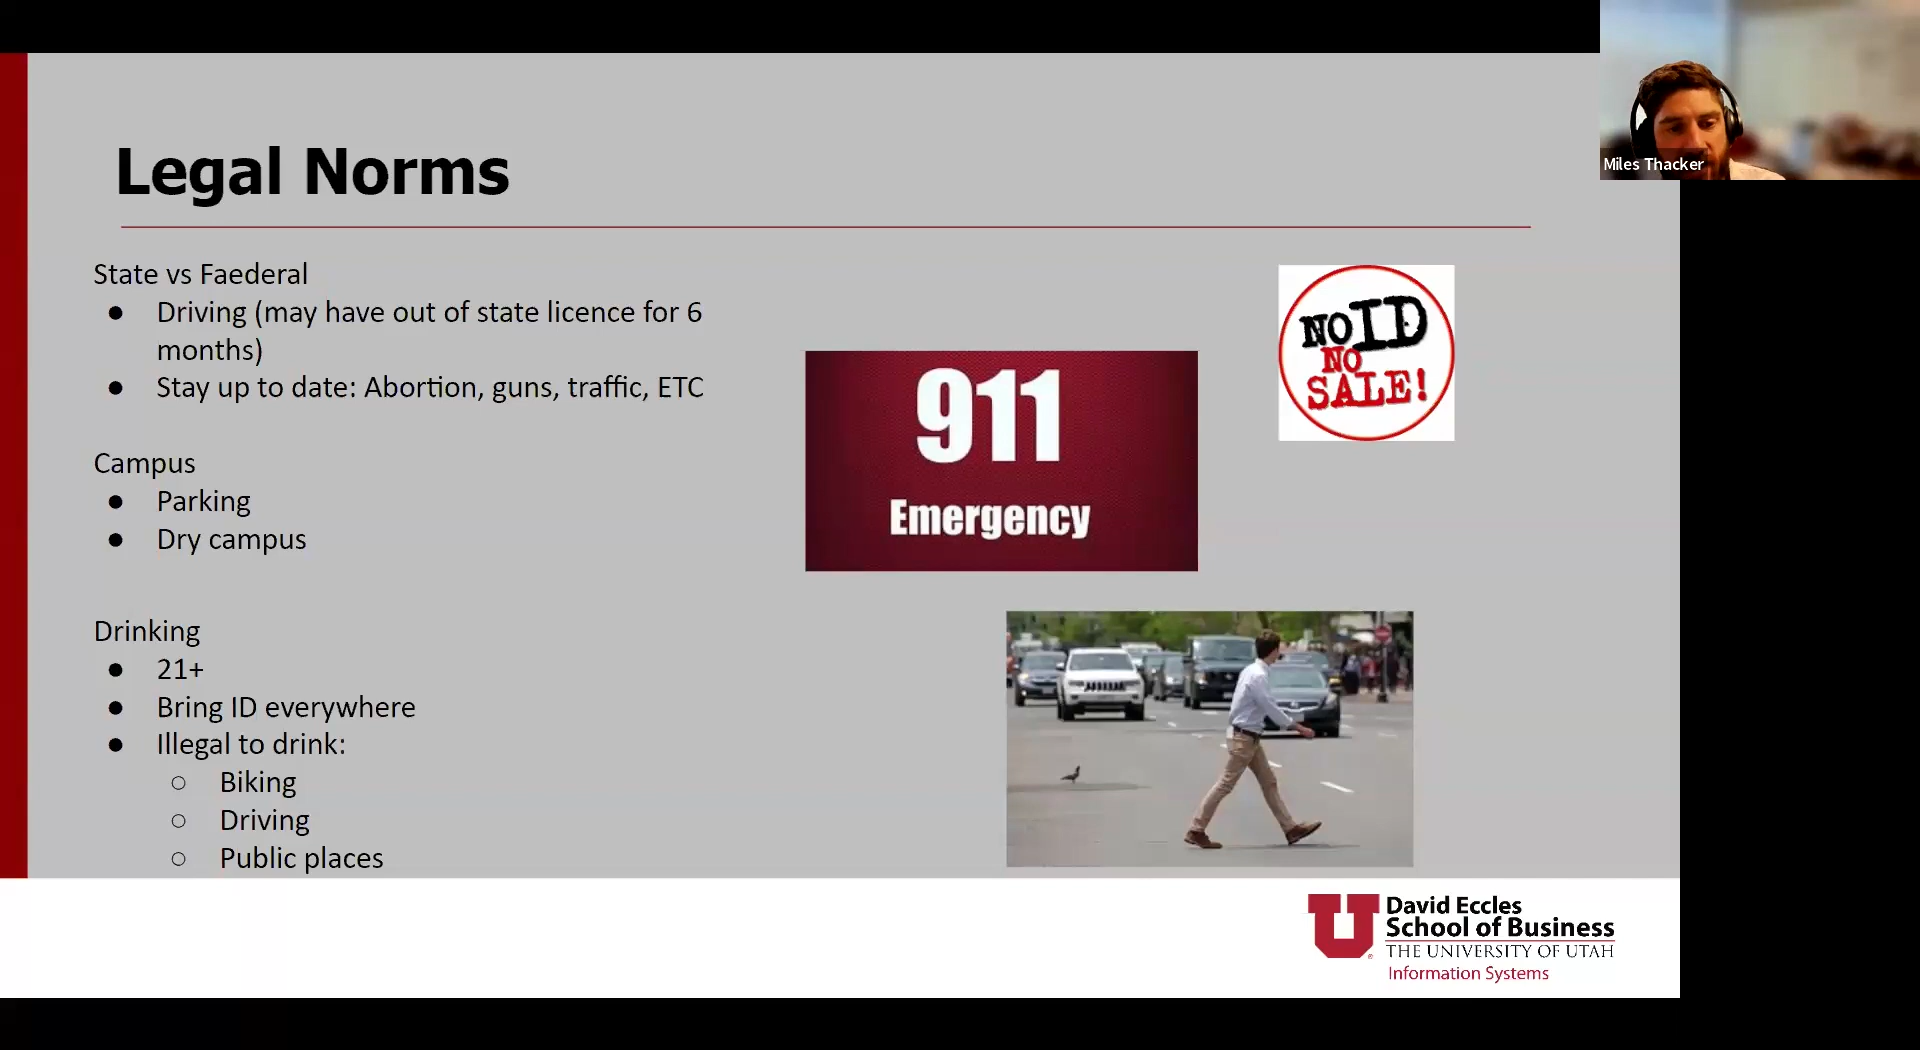 Legal Norms
State vs Faederal
● Driving (may have out of state licence for 6
months)
● Stay up to date: Abortion, guns, traffic, ETC
Campus
● Parking
● Dry campus
Drinking
● 21+
● Bring ID everywhere
● Illegal to drink:
○ Biking
○ Driving
○ Public places
911
Emergency
NO ID
NO
SALE!
Miles Thacker
U
David Eccles
School of Business
THE UNIVERSITY OF UTAH
Information Systems